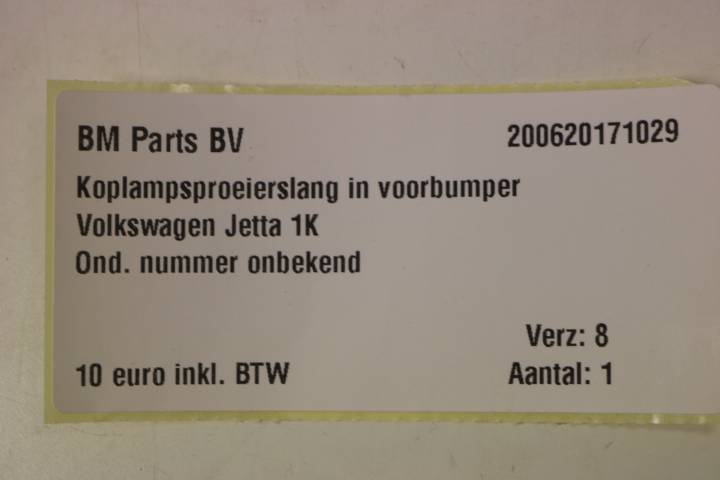 BM Parts BV 200620171029
Koplampsproeierslang in voorbumper
Volkswagen Jetta 1K
Ond. nummer onbekend
Verz: 8
10 euro inkl. BTW Aantal: 1